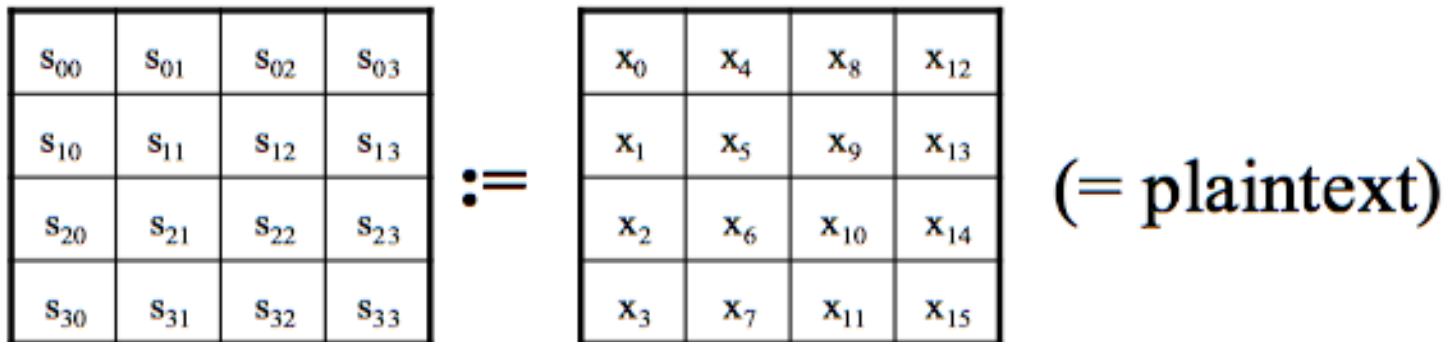 s₀₀ s₀₁ s₀₂ s₀₃ x₀ x₄ x₈ x₁₂
s₁₀ s₁₁ s₁₂ s₁₃ := x₁ x₅ x₉ x₁₃ (= plaintext)
s₂₀ s₂₁ s₂₂ s₂₃ x₂ x₆ x₁₀ x₁₄
s₃₀ s₃₁ s₃₂ s₃₃ x₃ x₇ x₁₁ x₁₅